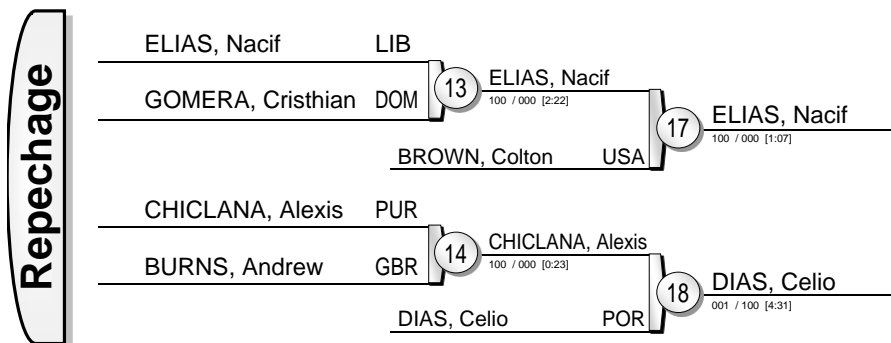 Repechage
ELIAS, Nacif LIB
GOMERA, Cristhian DOM
13
ELIAS, Nacif
100 / 000 [2:22]
BROWN, Colton USA
17
ELIAS, Nacif
100 / 000 [1:07]
CHICLANA, Alexis PUR
BURNS, Andrew GBR
14
CHICLANA, Alexis
100 / 000 [0:23]
DIAS, Celio POR
18
DIAS, Celio
001 / 100 [4:31]